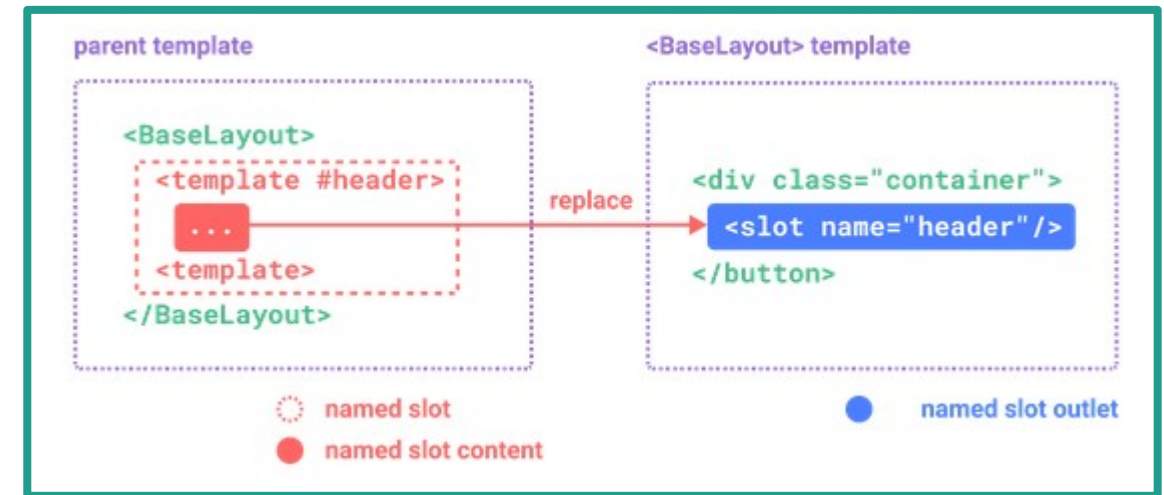 parent template
<BaseLayout>
<template #header>
...
<template>
</BaseLayout>
replace
<BaseLayout> template
<div class="container">
<slot name="header"/>
</button>
named slot
named slot content
named slot outlet